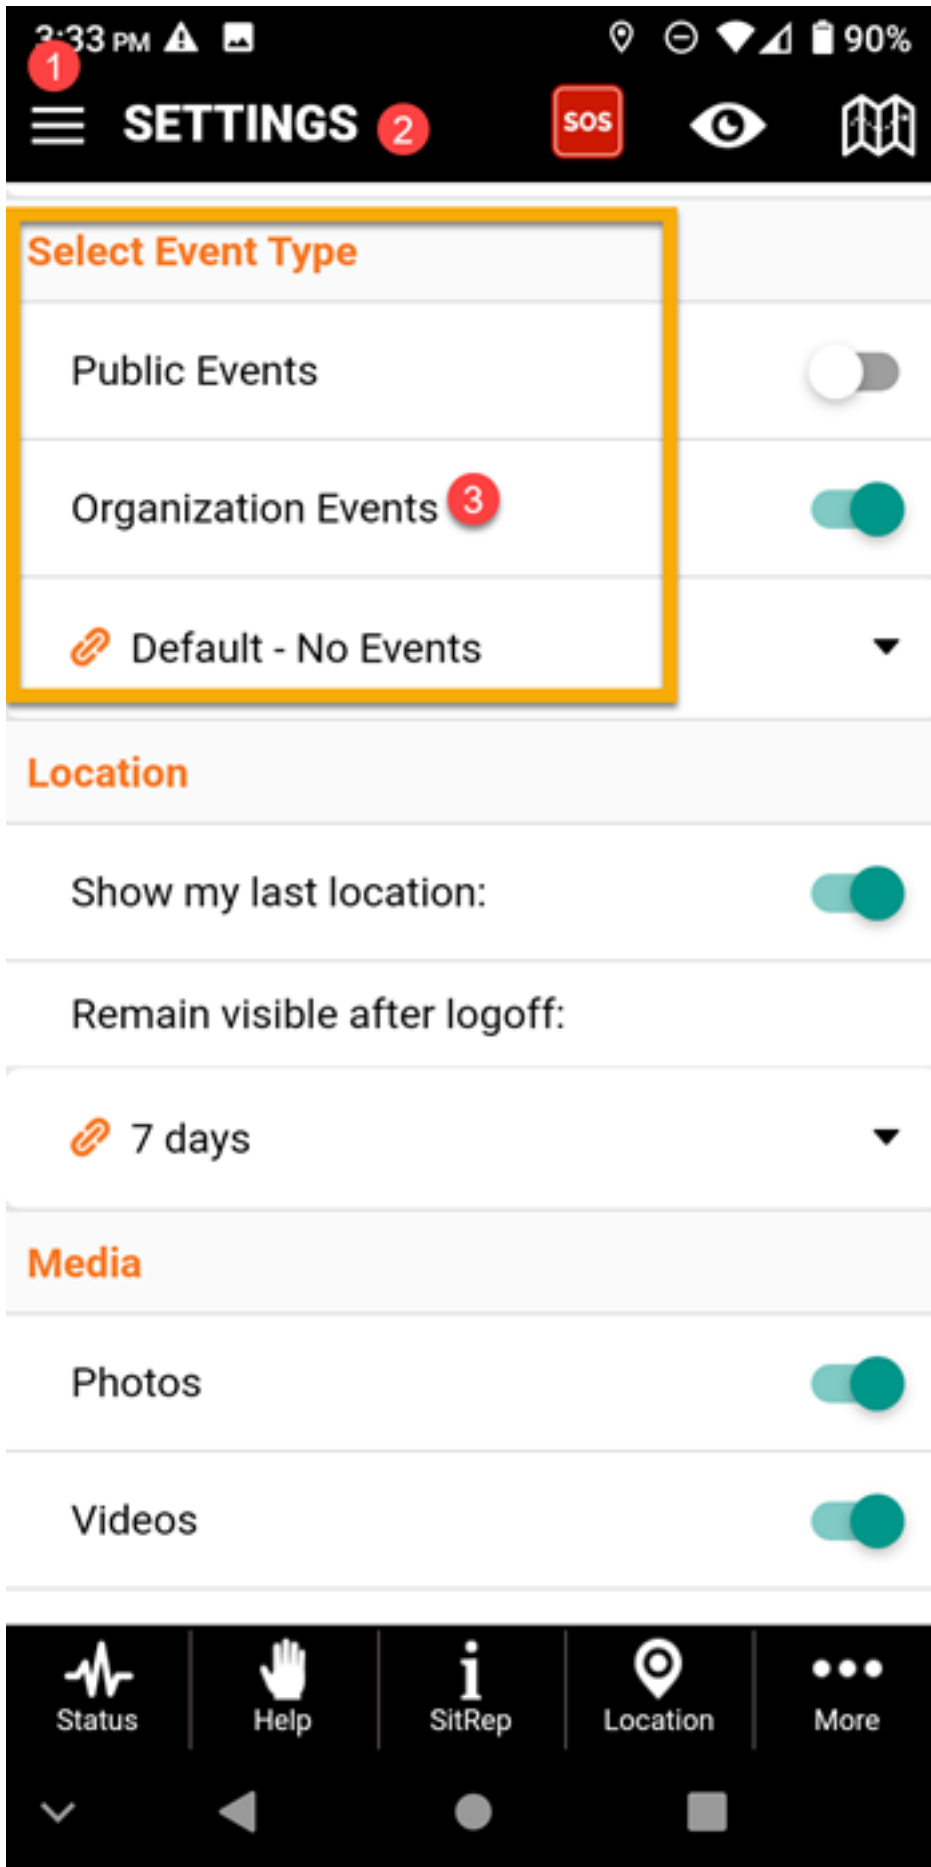 3:33 PM 90%
1
SETTINGS 2 SOS
Select Event Type
Public Events
Organization Events 3
Default - No Events
Location
Show my last location:
Remain visible after logoff:
7 days
Media
Photos
Videos
Status Help SitRep Location More